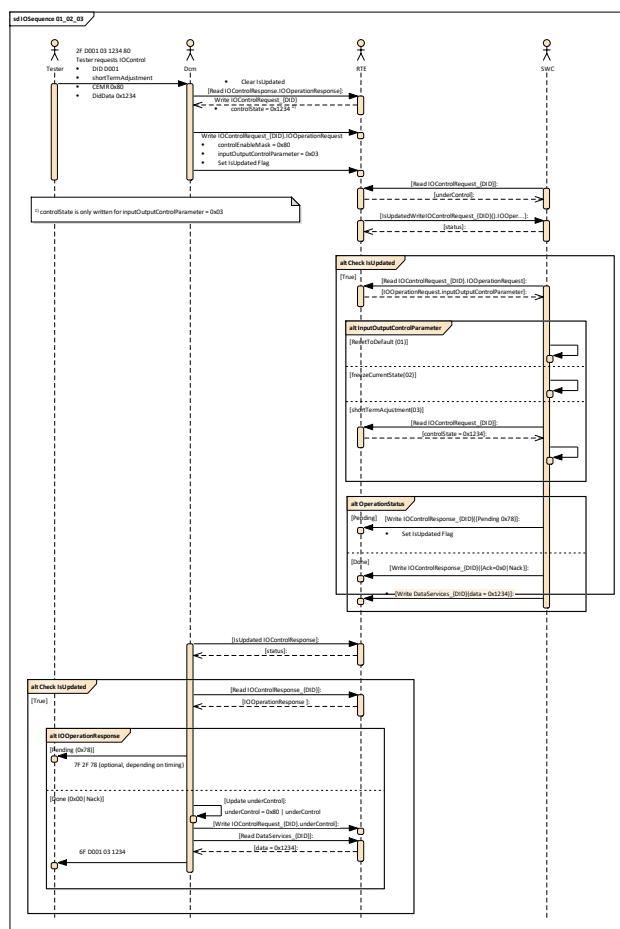 sd IOSequence 01_02_03
2F D001 03 1234 80
Tester requests IOControl
• DID D001
• shortTermAdjustment
• CEMR 0x80
• DidData 0x1234
Tester
Dcm
RTE
SWC
• Clear IsUpdated
[Read IOControlResponse.IOOperationResponse]:
Write IOControlRequest_{DID}
• controlState = 0x1234
Write IOControlRequest_{DID}.IOOperationRequest
• controlEnableMask = 0x80
• inputOutputControlParameter = 0x03
• Set IsUpdated Flag
[Read IOControlRequest_{DID}]:
[underControl]:
controlState is only written for inputOutputControlParameter = 0x03
[IsUpdatedWriteIOControlRequest_{DID}().IOOper....]:
[status]:
alt Check IsUpdated
[True]
[Read IOControlRequest_{DID}.IOOperationRequest]:
[IOOperationRequest.inputOutputControlParameter]:
alt InputOutputControlParameter
[ResetToDefault (01)]
[freezeCurrentState(02)]
[shortTermAdjustment(03)]
[Read IOControlRequest_{DID}]:
[controlState = 0x1234]:
alt OperationStatus
[Pending]
[Write IOControlResponse_{DID}({Pending 0x78}]:
• Set IsUpdated Flag
[Done]
[Write IOControlResponse_{DID}({Ack=0x0|Nack}]:
• [Write DataServices_{DID}(data = 0x1234)]:
[IsUpdated IOControlResponse]:
[status]:
alt Check IsUpdated
[True]
[Read IOControlResponse_{DID}]:
[IOOperationResponse ]:
alt IOOperationResponse
[Pending (0x78)]
7F 2F 78 (optional, depending on timing)
[Done (0x00| Nack)]
[Update underControl]:
underControl = 0x80 | underControl
[Write IOControlRequest_{DID}.underControl]:
[Read DataServices_{DID}]:
[data = 0x1234]:
6F D001 03 1234